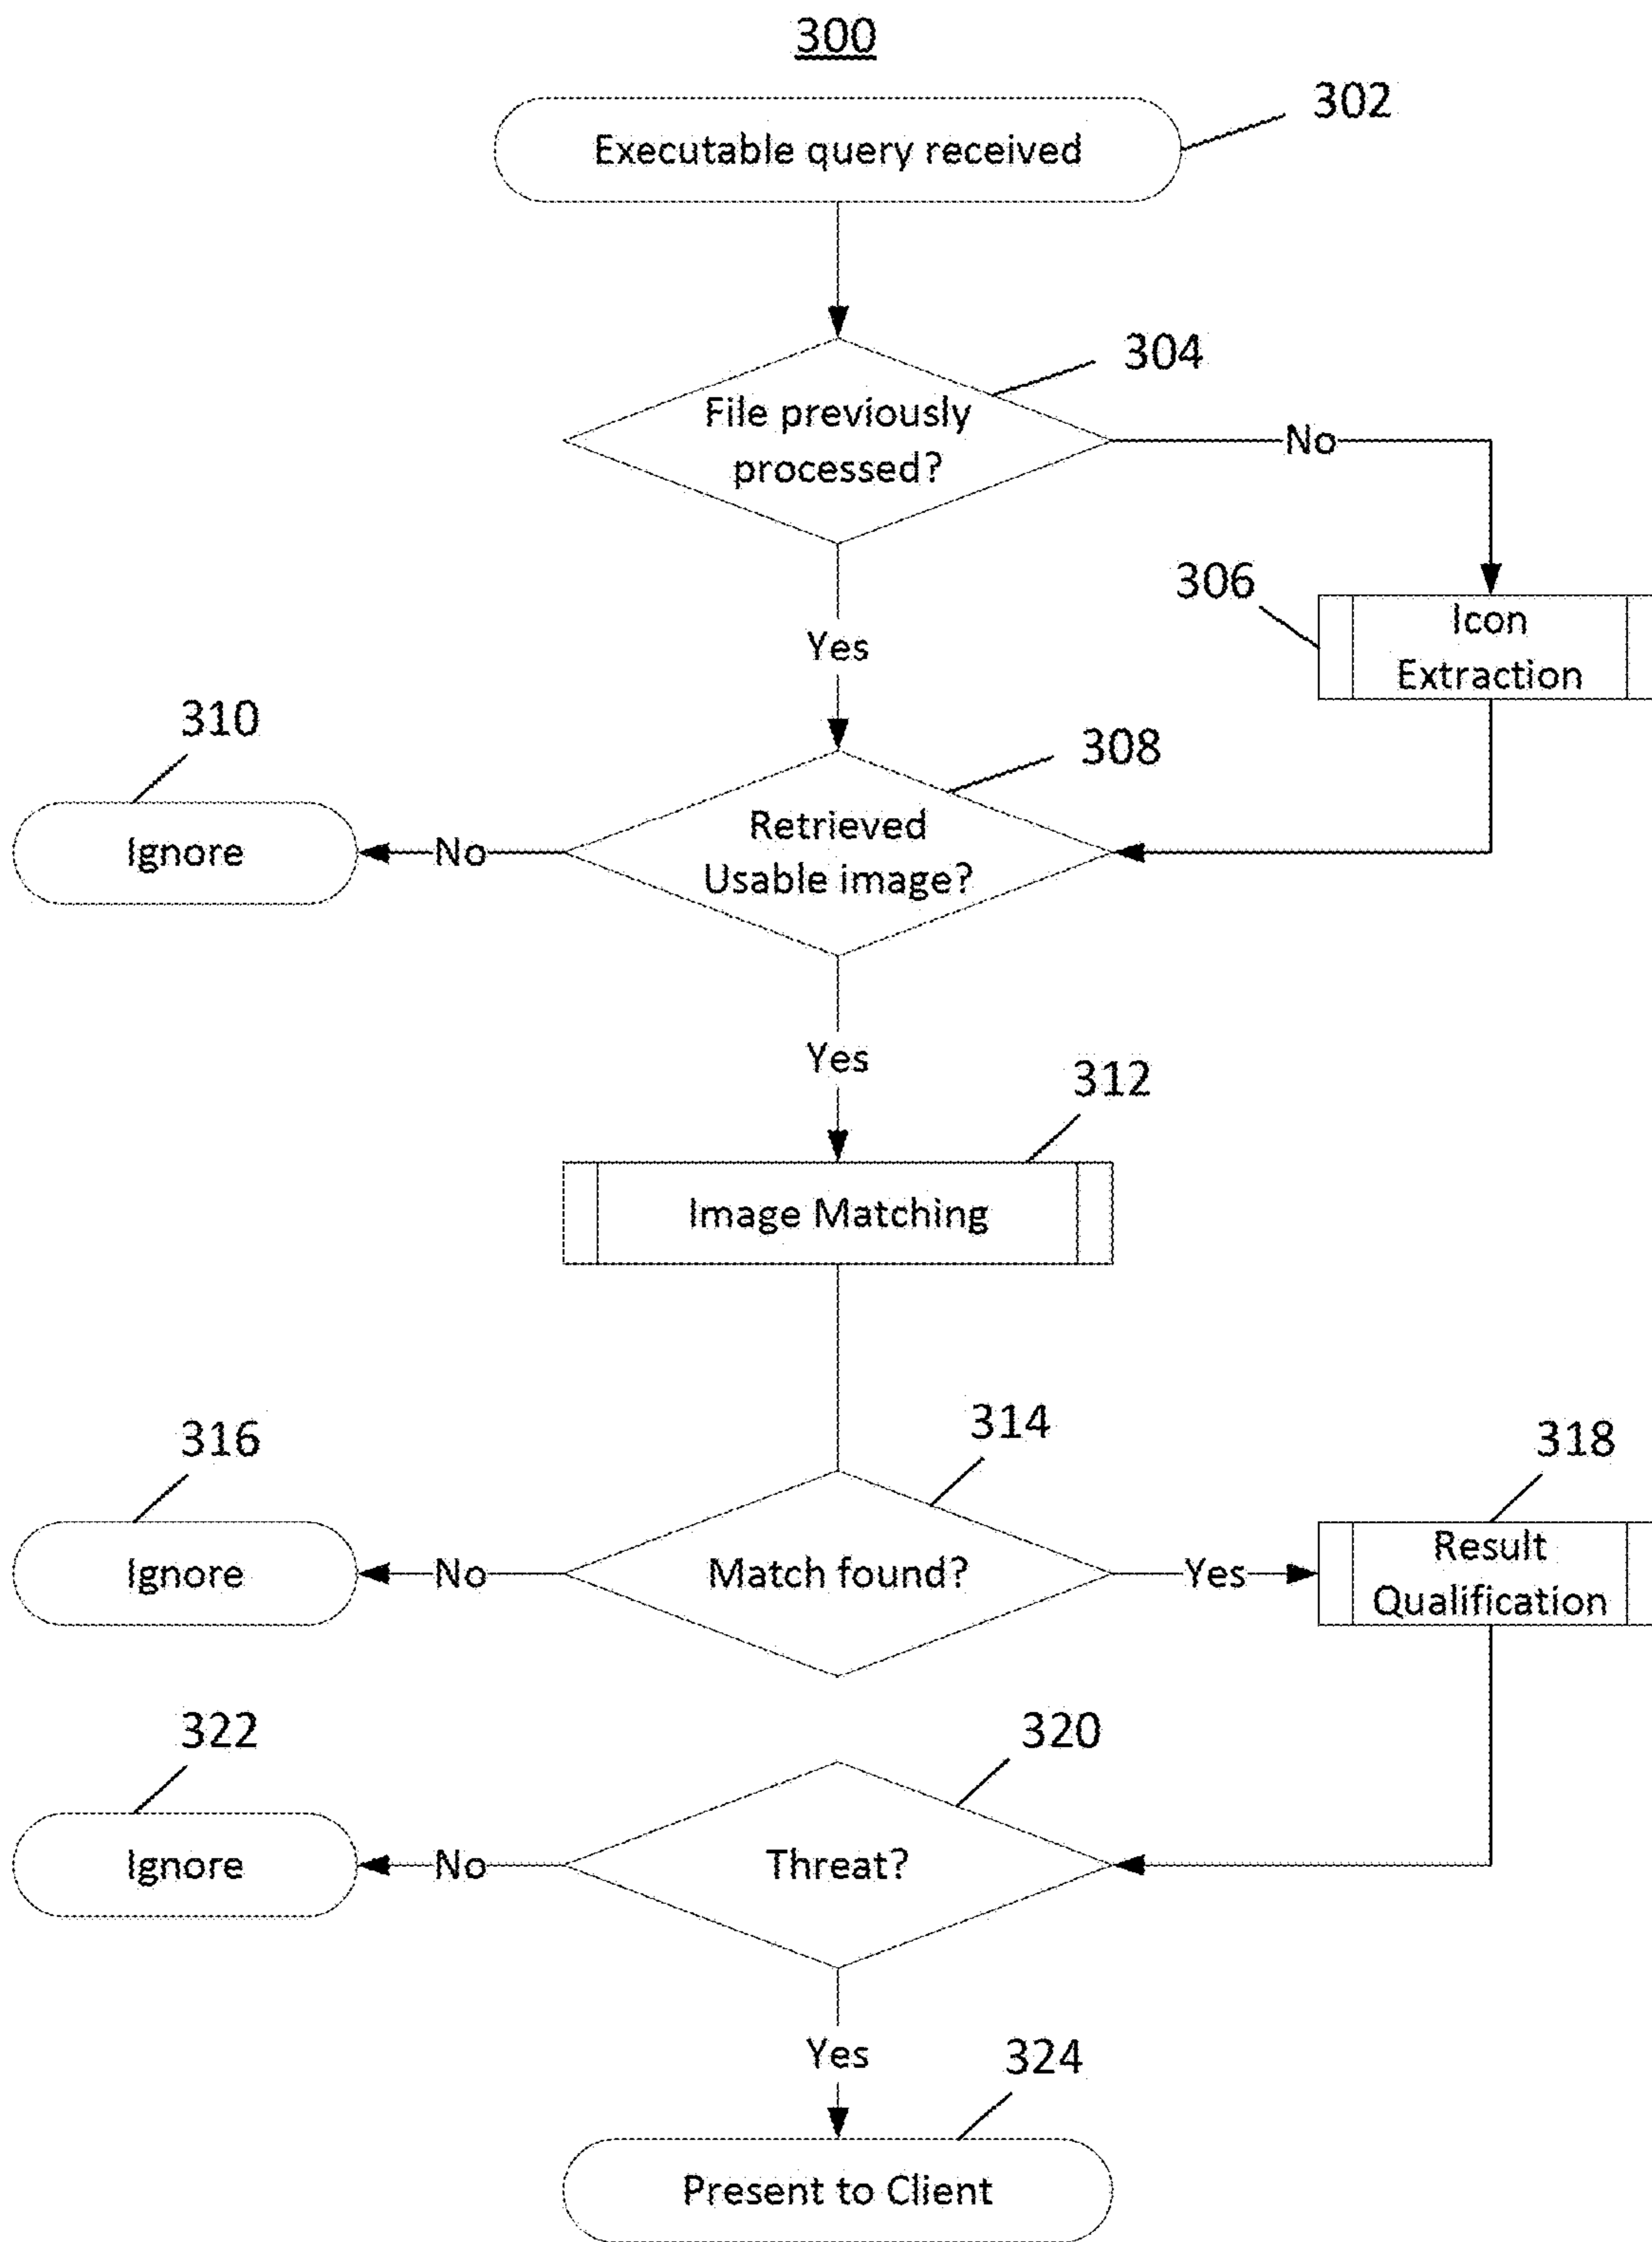 300
302
Executable query received
304
File previously
processed?
No
306
Icon
Extraction
Yes
310
308
Retrieved
Usable image?
Ignore
No
Yes
312
Image Matching
316
314
318
Ignore
No
Match found?
Yes
Result
Qualification
322
320
Ignore
No
Threat?
Yes
324
Present to Client